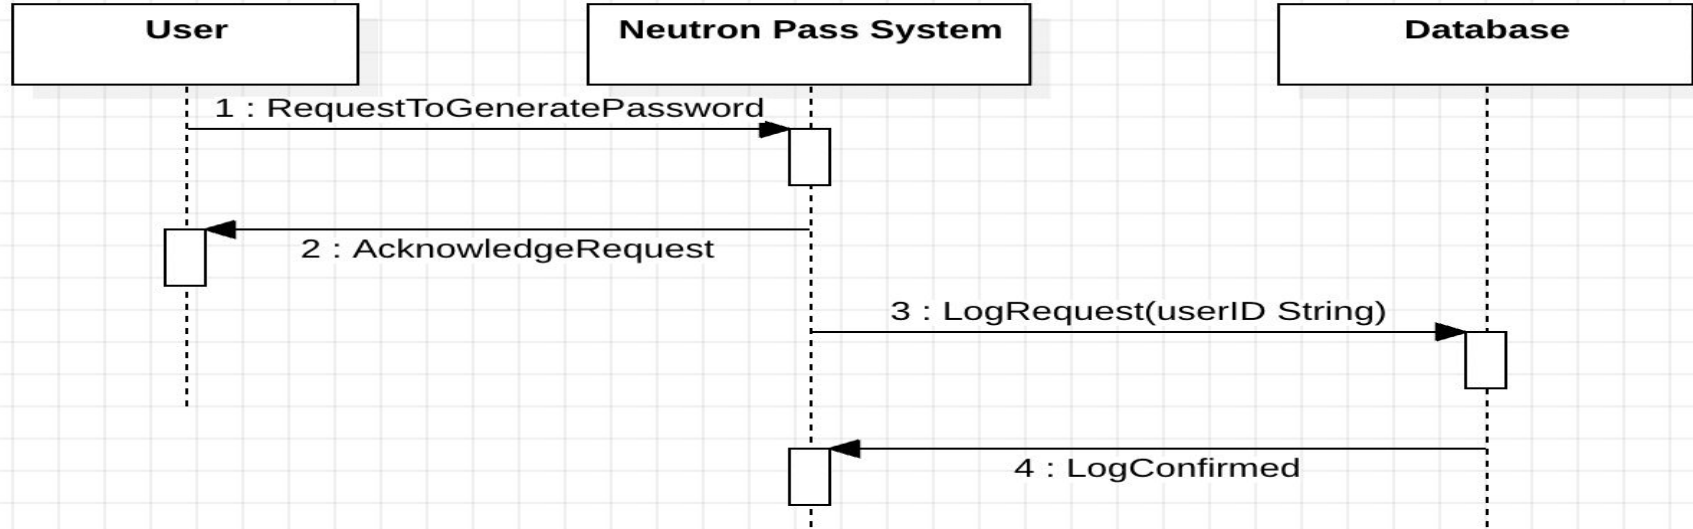 User
Neutron Pass System
Database
1 : RequestToGeneratePassword
2 : AcknowledgeRequest
3 : LogRequest(userID String)
4 : LogConfirmed